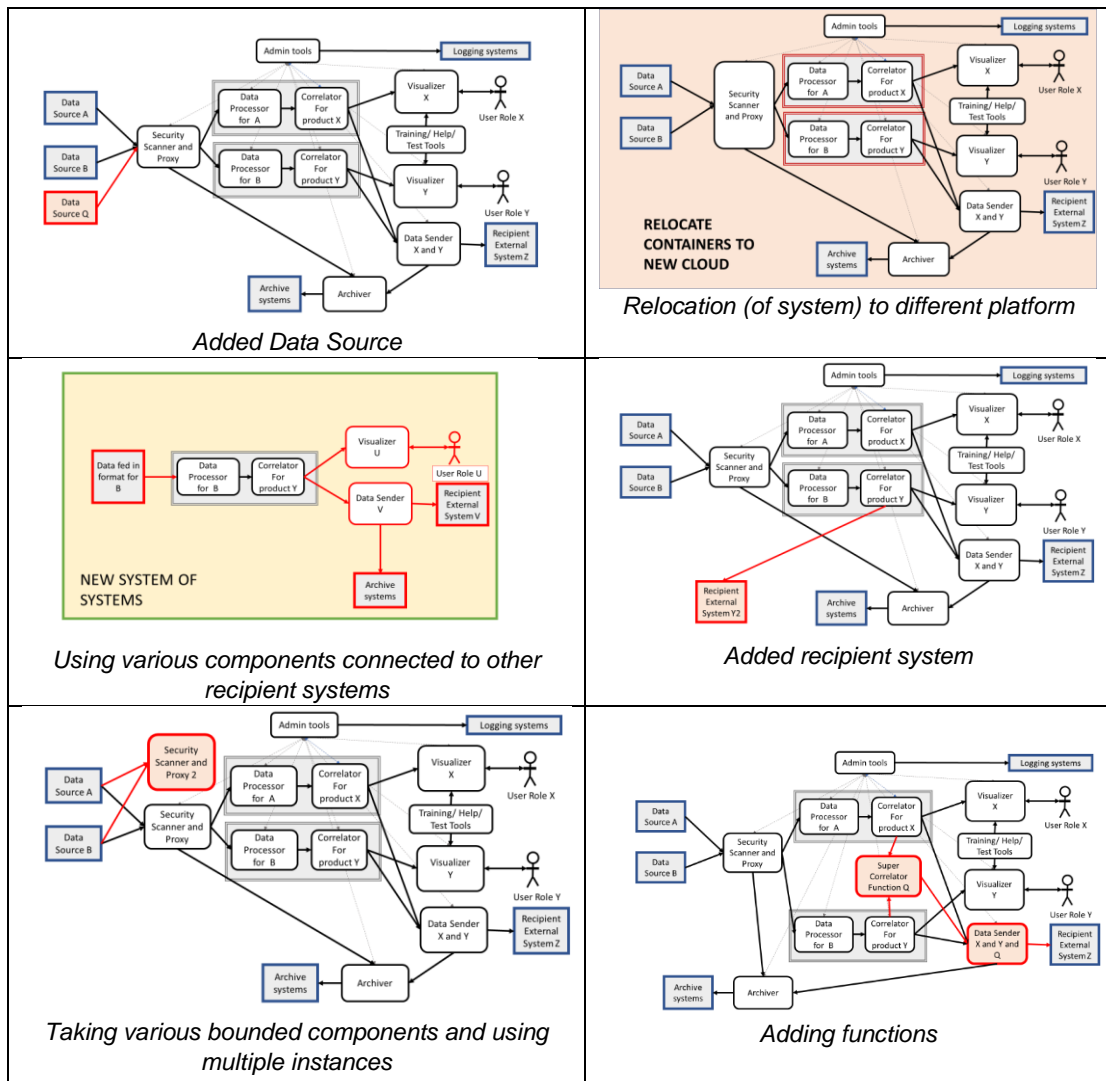 Admin tools
Logging systems
Data
Source A
Data
Processor
for A
Correlator
For
product X
Visualizer
X
User Role X
Security
Scanner and
Proxy
Training/ Help/
Test Tools
Data
Source B
Data
Processor
for B
Correlator
For
product Y
Visualizer
Y
Data
Source Q
User Role Y
Data Sender
X and Y
Recipient
External
System Z
Archive
systems
Archiver
Added Data Source
Admin tools
Logging systems
Data
Source A
Data
Processor
for A
Correlator
For
product X
Visualizer
X
User Role X
Security
Scanner
and Proxy
Training/ Help/
Test Tools
Data
Source B
Data
Processor
for B
Correlator
For
product Y
Visualizer
Y
User Role Y
RELOCATE
CONTAINERS TO
NEW CLOUD
Data Sender
X and Y
Recipient
External
System Z
Archive
systems
Archiver
Relocation (of system) to different platform
Data fed in
format for
B
Data
Processor
for B
Correlator
For
product Y
Visualizer
U
User Role U
Data Sender
V
Recipient
External
System V
Archive
systems
NEW SYSTEM OF
SYSTEMS
Using various components connected to other
recipient systems
Admin tools
Logging systems
Data
Source A
Data
Processor
for A
Correlator
For
product X
Visualizer
X
User Role X
Security
Scanner and
Proxy
Training/ Help/
Test Tools
Data
Source B
Data
Processor
for B
Correlator
For
product Y
Visualizer
Y
User Role Y
Data Sender
X and Y
Recipient
External
System Z
Recipient
External
System Y2
Archive
systems
Archiver
Added recipient system
Admin tools
Logging systems
Security
Scanner and
Proxy 2
Data
Source A
Data
Processor
for A
Correlator
For
product X
Visualizer
X
User Role X
Security
Scanner and
Proxy
Training/ Help/
Test Tools
Data
Source B
Data
Processor
for B
Correlator
For
product Y
Visualizer
Y
User Role Y
Data Sender
X and Y
Recipient
External
System Z
Archive
systems
Archiver
Taking various bounded components and using
multiple instances
Admin tools
Logging systems
Data
Source A
Data
Processor
for A
Correlator
For
product X
Visualizer
X
User Role X
Security
Scanner and
Proxy
Training/ Help/
Test Tools
Data
Source B
Super
Correlator
Function Q
Visualizer
Y
User Role Y
Data
Processor
for B
Correlator
For
product Y
Data Sender
X and Y and
Q
Recipient
External
System Z
Archive
systems
Archiver
Adding functions